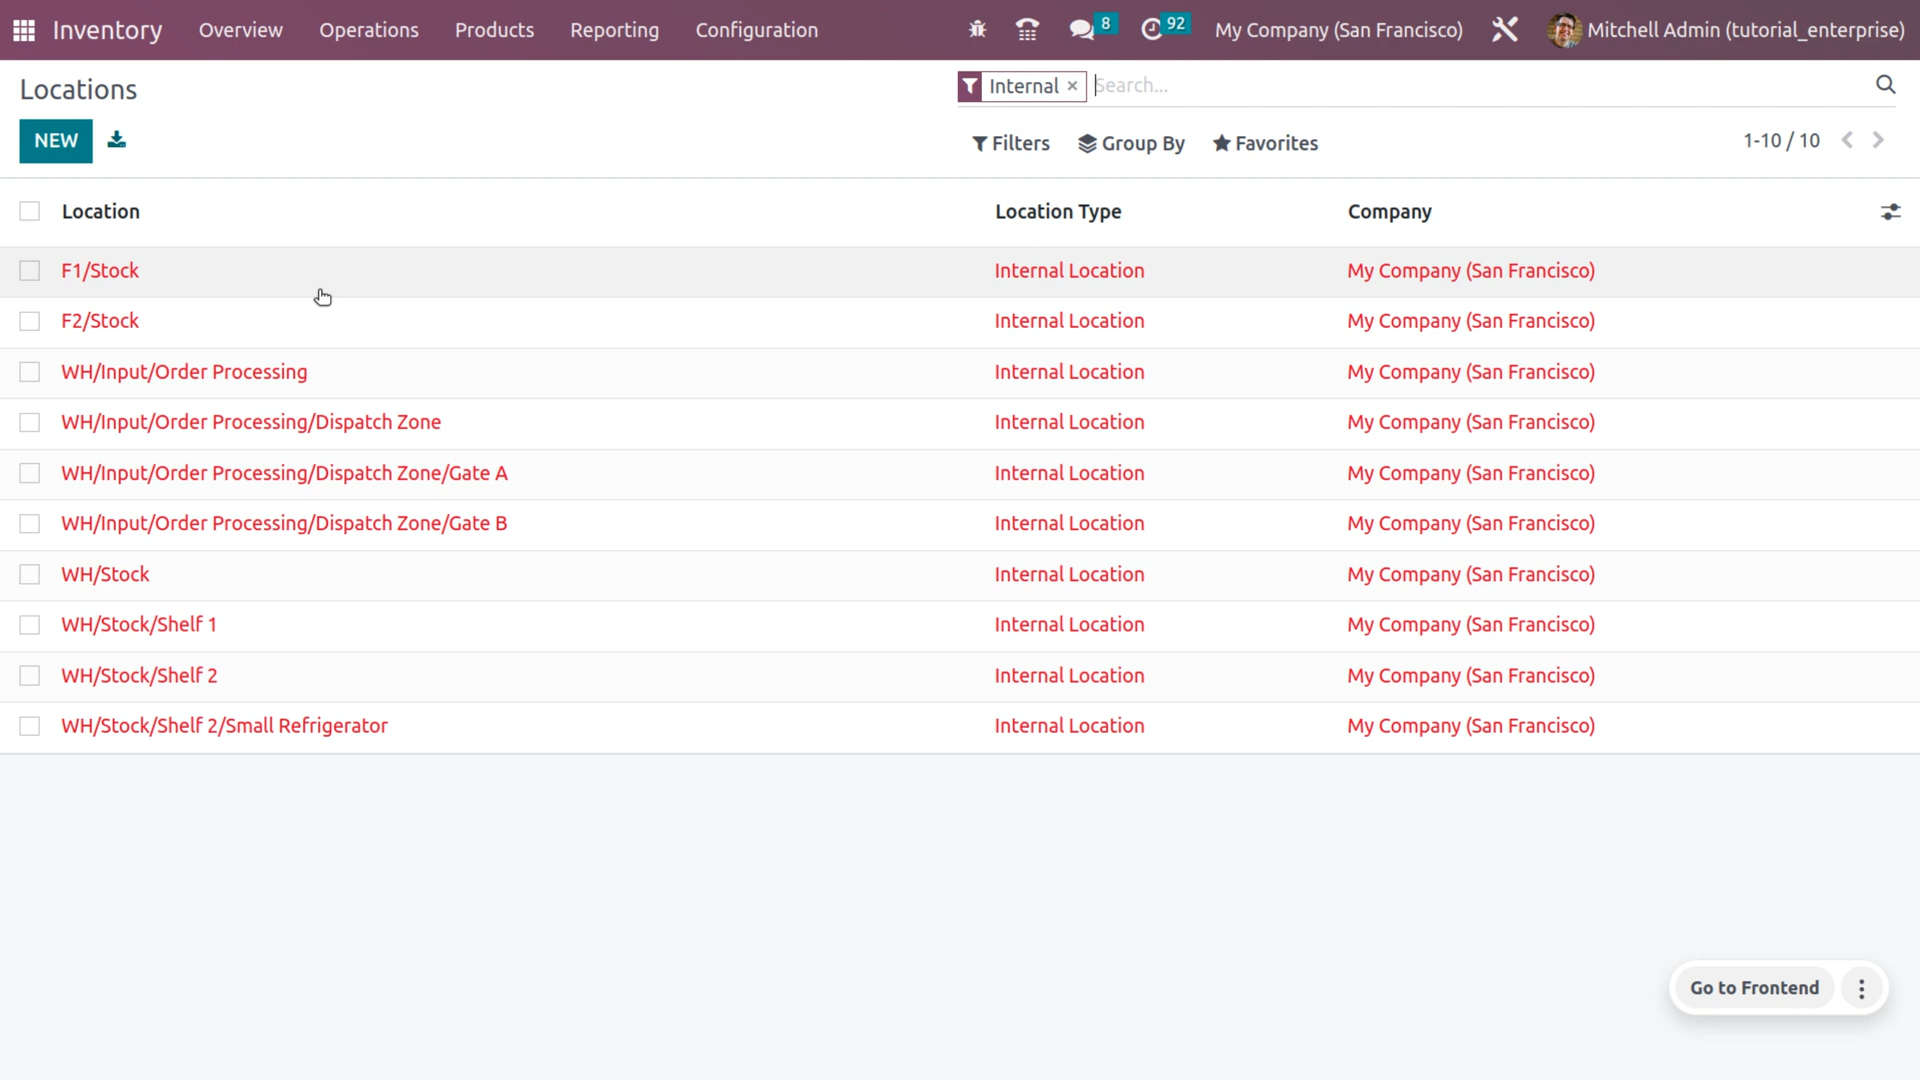 Inventory Overview Operations Products Reporting Configuration 8 92 My Company (San Francisco) Mitchell Admin (tutorial_enterprise)
Locations
Internal × Search...
NEW
Filters Group By Favorites 1-10 / 10
Location Location Type Company
F1/Stock Internal Location My Company (San Francisco)
F2/Stock Internal Location My Company (San Francisco)
WH/Input/Order Processing Internal Location My Company (San Francisco)
WH/Input/Order Processing/Dispatch Zone Internal Location My Company (San Francisco)
WH/Input/Order Processing/Dispatch Zone/Gate A Internal Location My Company (San Francisco)
WH/Input/Order Processing/Dispatch Zone/Gate B Internal Location My Company (San Francisco)
WH/Stock Internal Location My Company (San Francisco)
WH/Stock/Shelf 1 Internal Location My Company (San Francisco)
WH/Stock/Shelf 2 Internal Location My Company (San Francisco)
WH/Stock/Shelf 2/Small Refrigerator Internal Location My Company (San Francisco)
Go to Frontend